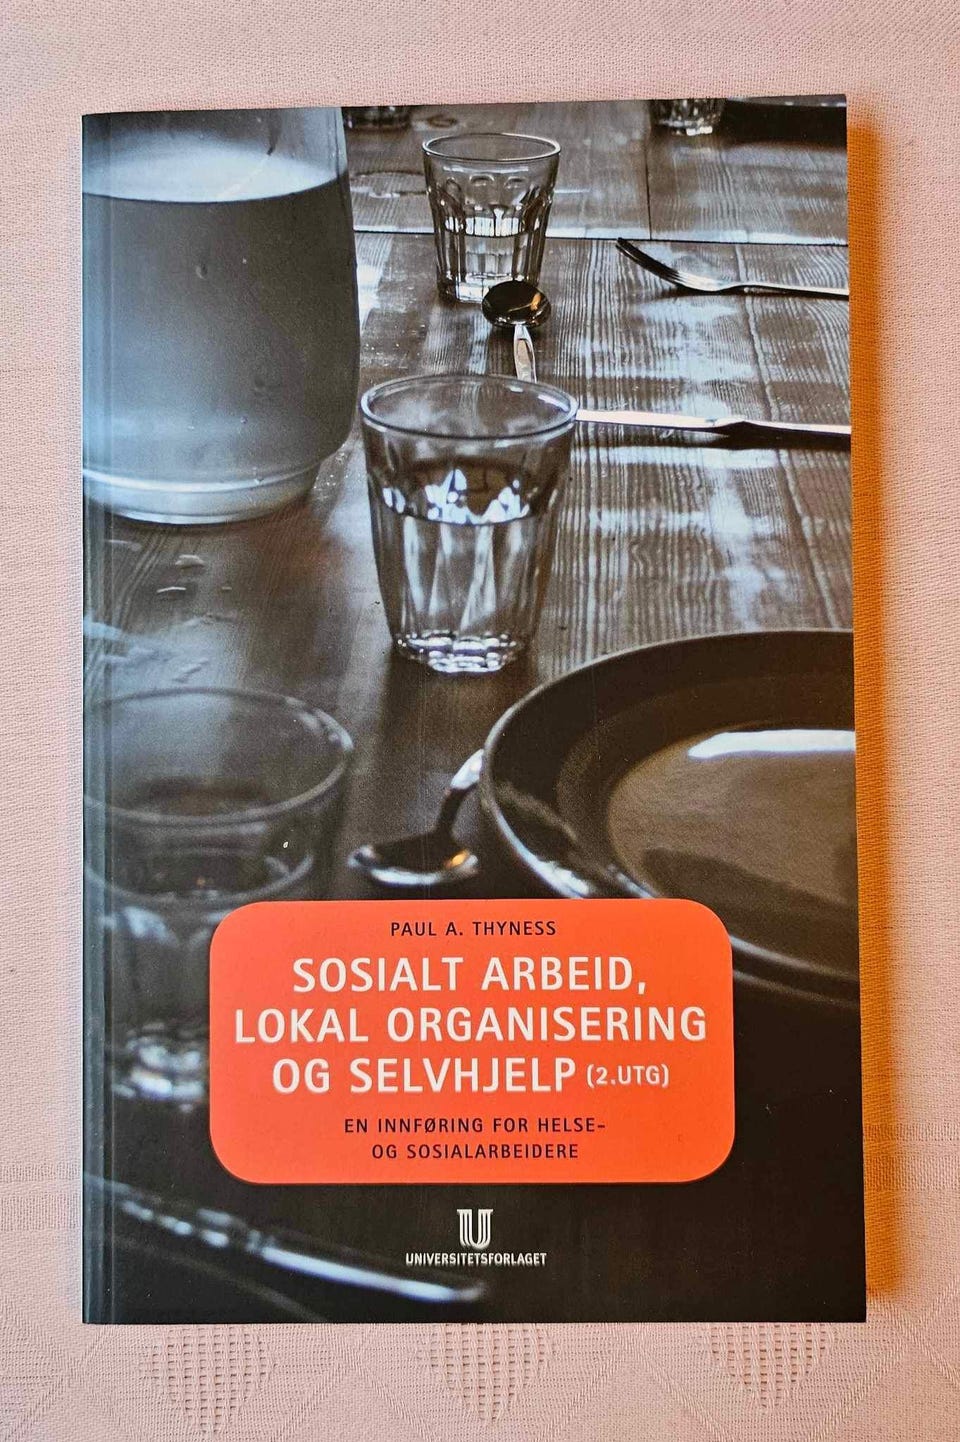 PAUL A. THYNESS
SOSIALT ARBEID,
LOKAL ORGANISERING
OG SELVHJELP (2.UTG)
EN INNFØRING FOR HELSE-
OG SOSIALARBEIDERE
U
UNIVERSITETSFORLAGET